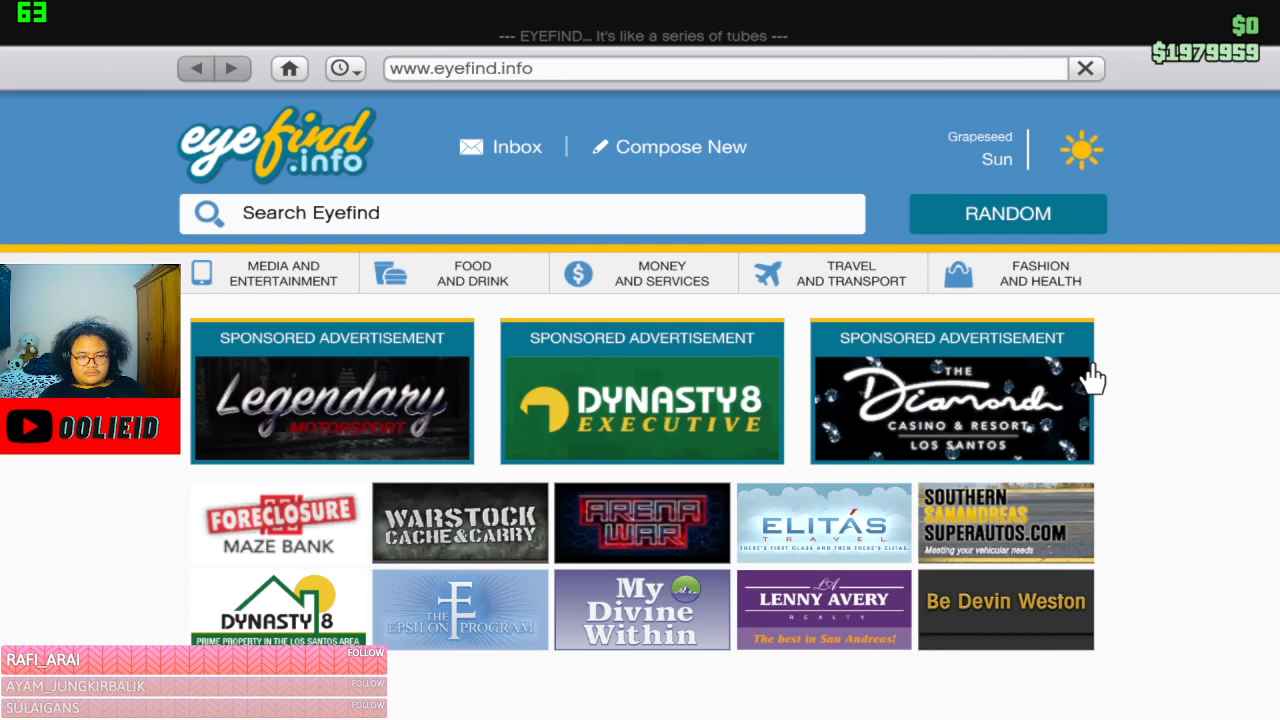 63
--- EYEFIND... It's like a series of tubes ---
$0
$1979959
www.eyefind.info
eyefind
.info
Inbox
Compose New
Grapeseed
Sun
Search Eyefind
RANDOM
MEDIA AND
ENTERTAINMENT
FOOD
AND DRINK
MONEY
AND SERVICES
TRAVEL
AND TRANSPORT
FASHION
AND HEALTH
SPONSORED ADVERTISEMENT
Legendary
MOTORSPORT
SPONSORED ADVERTISEMENT
DYNASTY8
EXECUTIVE
SPONSORED ADVERTISEMENT
THE
Diamond
CASINO & RESORT
LOS SANTOS
OOLIEID
FORECLOSURE
MAZE BANK
WARSTOCK
CACHE&CARRY
ARENA
WAR
ELITÁS
TRAVEL
THERE'S FIRST CLASS AND THEN THERE'S ELITÁS.
SOUTHERN
SANANDREAS
SUPERAUTOS.COM
Meeting your vehicular needs
DYNASTY 8
PRIME PROPERTY IN THE LOS SANTOS AREA
THE
EPSILON PROGRAM
My
Divine
Within
LA
LENNY AVERY
REALTY
The best in San Andreas!
Be Devin Weston
RAFI_ARAI
FOLLOW
AYAM_JUNGKIRBALIK
FOLLOW
SULAIGANS
FOLLOW